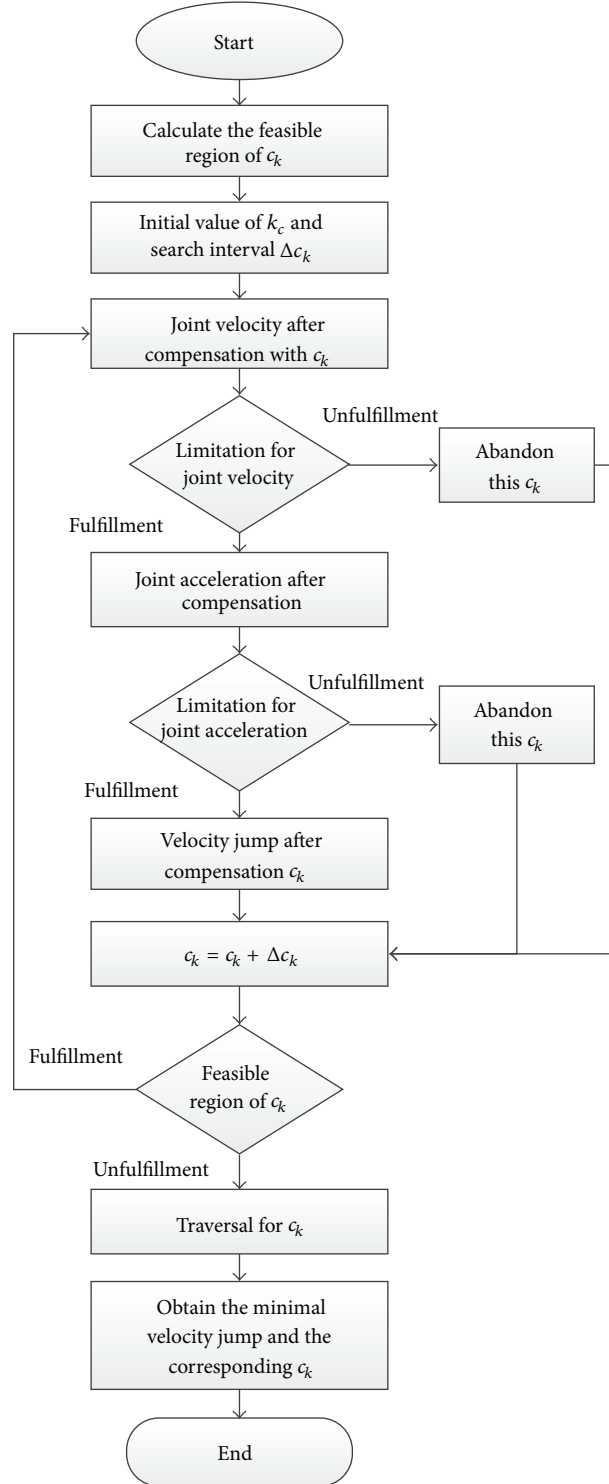 Start
Calculate the feasible
region of c_k
Initial value of k_c and
search interval Δc_k
Joint velocity after
compensation with c_k
Unfulfillment
Limitation for
joint velocity
Abandon
this c_k
Fulfillment
Joint acceleration after
compensation
Unfulfillment
Limitation for
joint acceleration
Abandon
this c_k
Fulfillment
Velocity jump after
compensation c_k
c_k = c_k + Δc_k
Fulfillment
Feasible
region of c_k
Unfulfillment
Traversal for c_k
Obtain the minimal
velocity jump and the
corresponding c_k
End